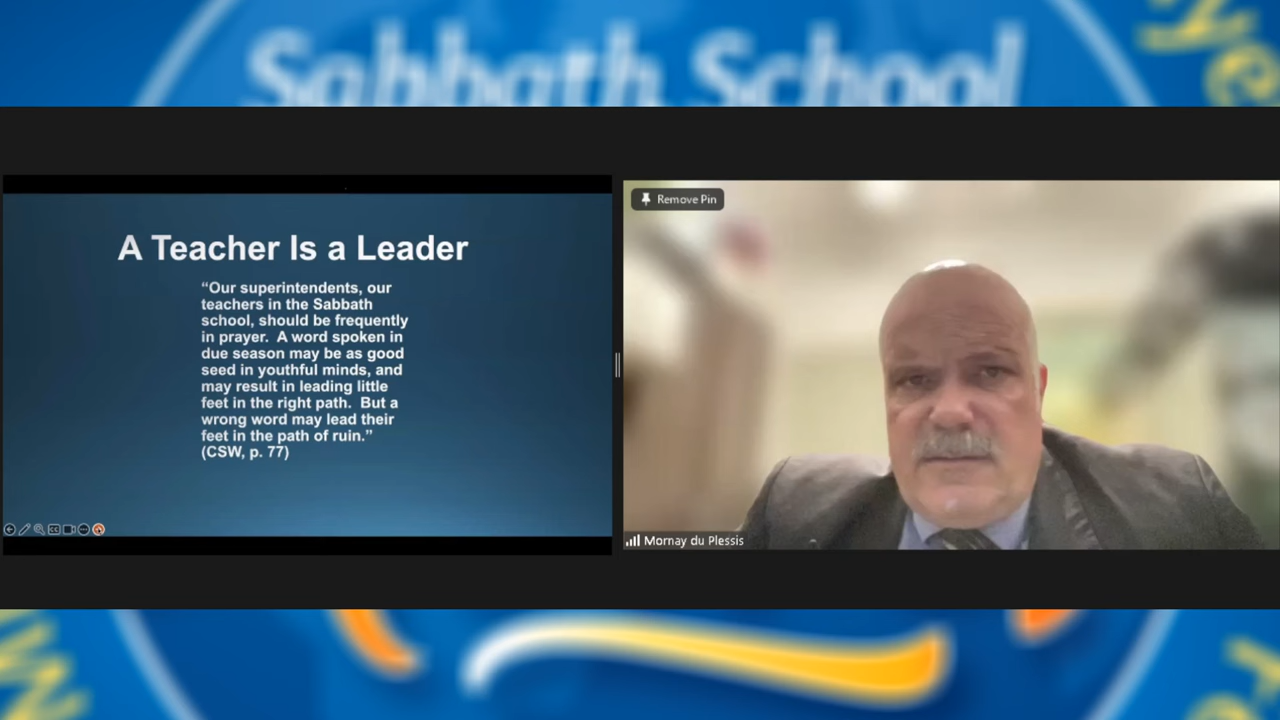 Sabbath School
A Teacher Is a Leader
“Our superintendents, our
teachers in the Sabbath
school, should be frequently
in prayer.  A word spoken in
due season may be as good
seed in youthful minds, and
may result in leading little
feet in the right path.  But a
wrong word may lead their
feet in the path of ruin.”
(CSW, p. 77)
CC
Remove Pin
Mornay du Plessis